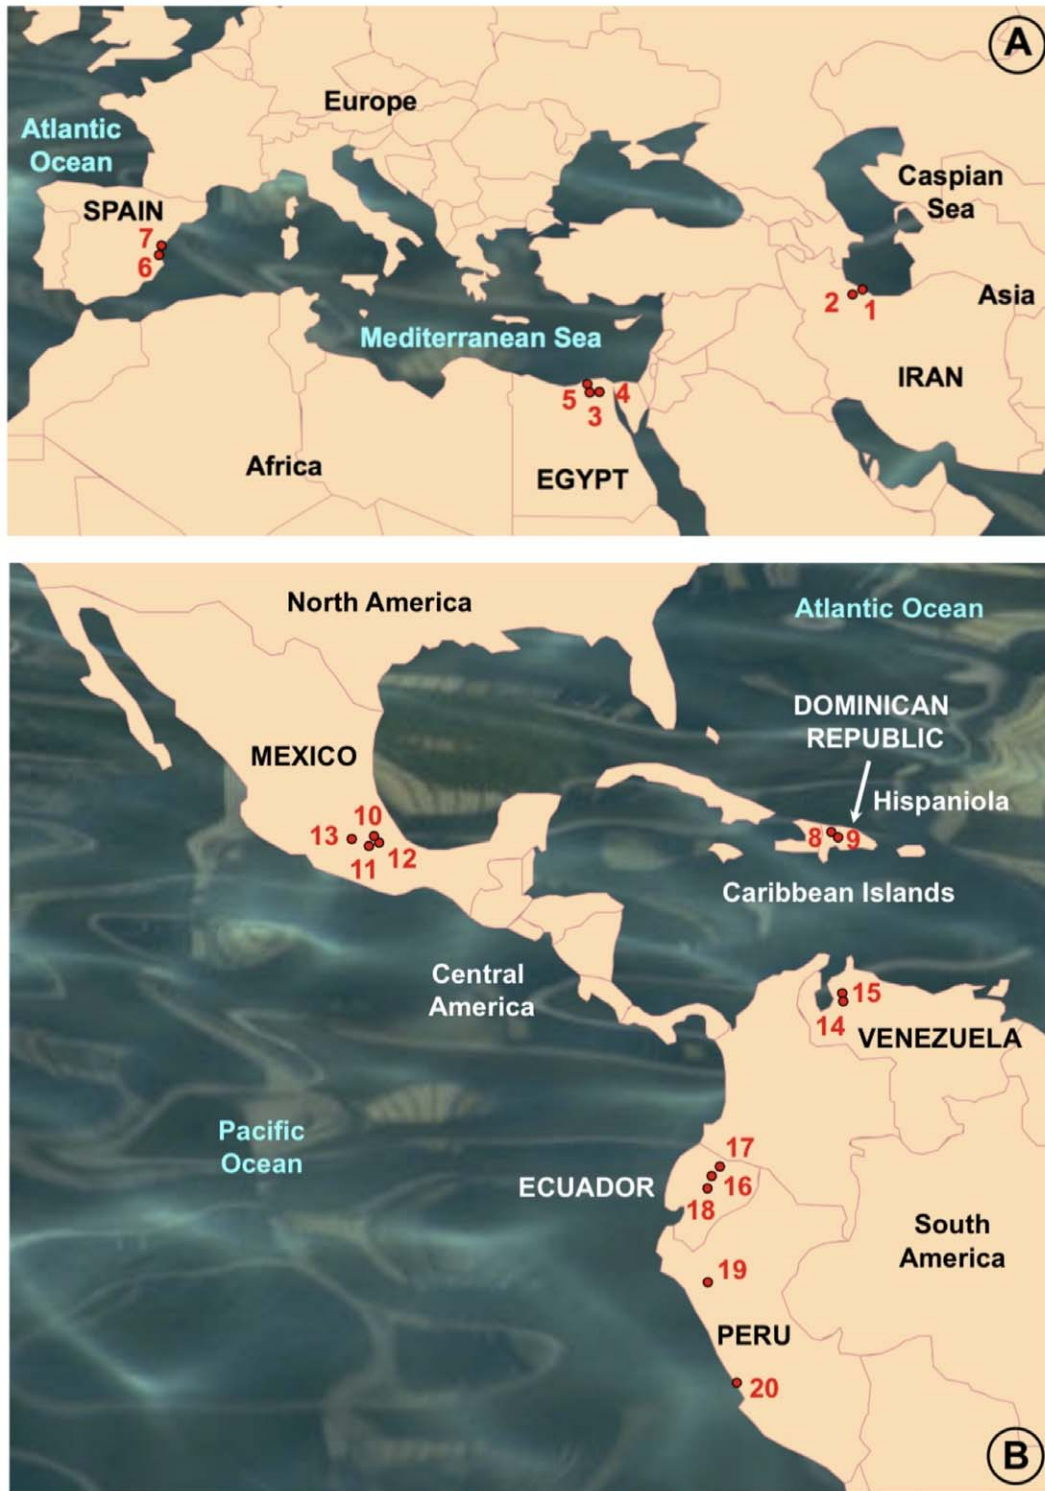 A
Europe
Atlantic
Ocean
SPAIN
7
6
Caspian
Sea
Asia
2
1
IRAN
Mediterranean Sea
5
3
4
Africa
EGYPT
North America
Atlantic Ocean
DOMINICAN
REPUBLIC
Hispaniola
MEXICO
10
13
11
12
8
9
Caribbean Islands
Central
America
15
14
VENEZUELA
Pacific
Ocean
17
ECUADOR
16
18
South
America
19
PERU
20
B